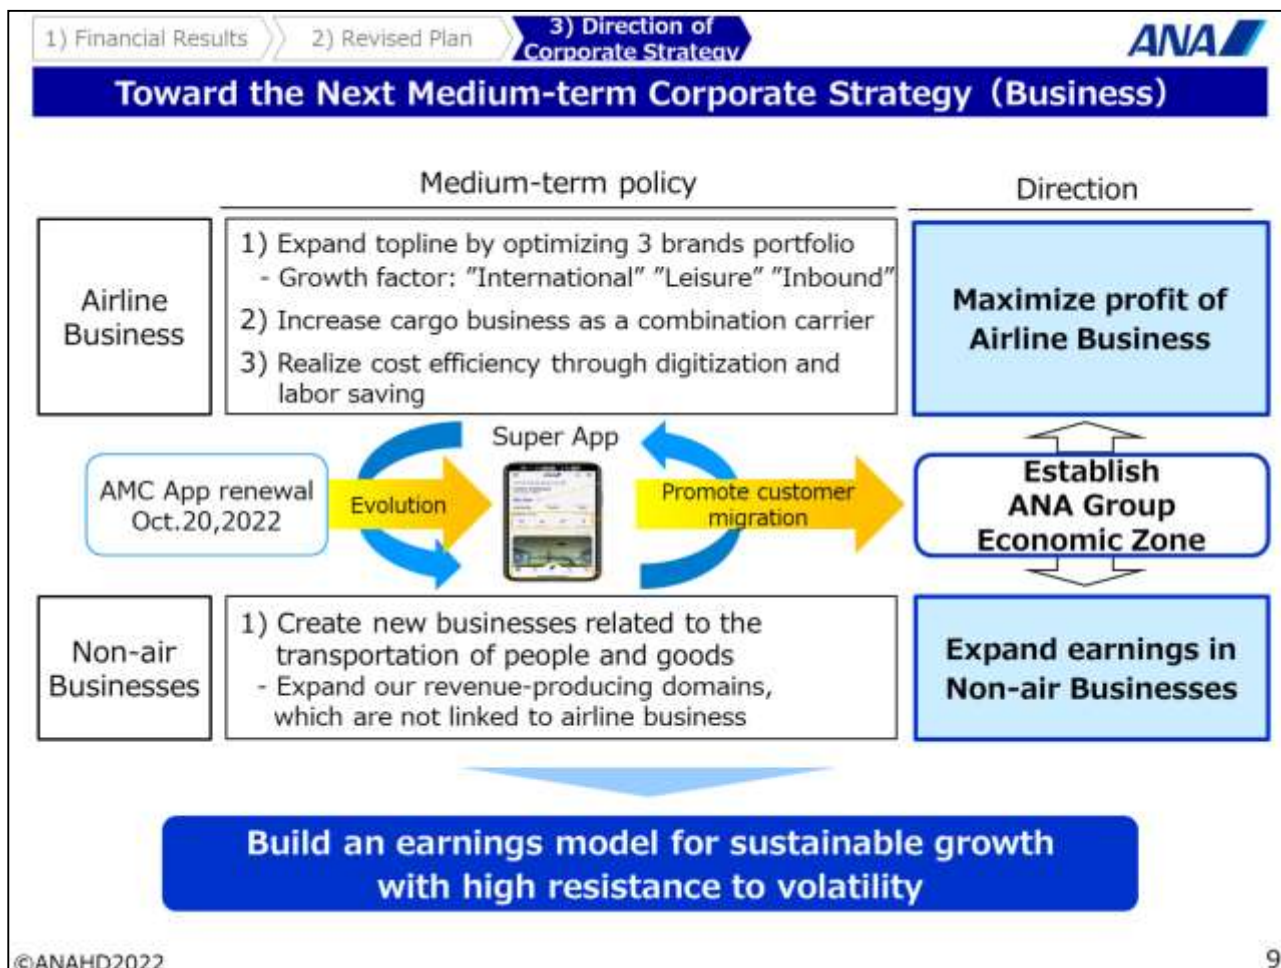 1) Financial Results
2) Revised Plan
3) Direction of
Corporate Strategy
ANA
Toward the Next Medium-term Corporate Strategy（Business）
Medium-term policy
Direction
Airline
Business
1) Expand topline by optimizing 3 brands portfolio
- Growth factor: ”International” ”Leisure” ”Inbound”
2) Increase cargo business as a combination carrier
3) Realize cost efficiency through digitization and
labor saving
Maximize profit of
Airline Business
AMC App renewal
Oct.20,2022
Evolution
Super App
Promote customer
migration
Establish
ANA Group
Economic Zone
Non-air
Businesses
1) Create new businesses related to the
transportation of people and goods
- Expand our revenue-producing domains,
which are not linked to airline business
Expand earnings in
Non-air Businesses
Build an earnings model for sustainable growth
with high resistance to volatility
©ANAHD2022
9